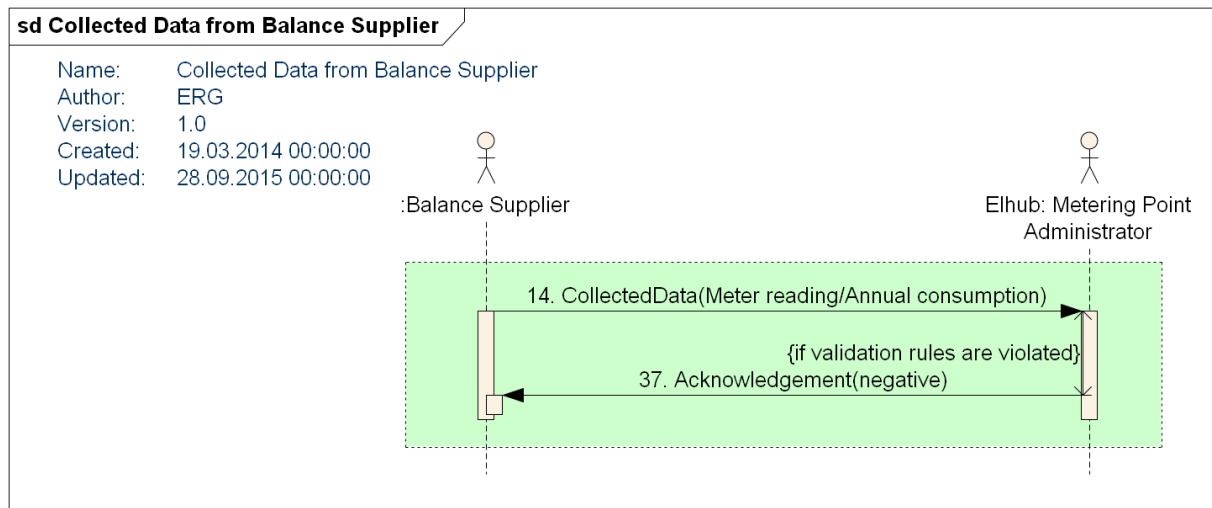 sd Collected Data from Balance Supplier
Name: Collected Data from Balance Supplier
Author: ERG
Version: 1.0
Created: 19.03.2014 00:00:00
Updated: 28.09.2015 00:00:00
:Balance Supplier
Elhub: Metering Point
Administrator
14. CollectedData(Meter reading/Annual consumption)
{if validation rules are violated}
37. Acknowledgement(negative)